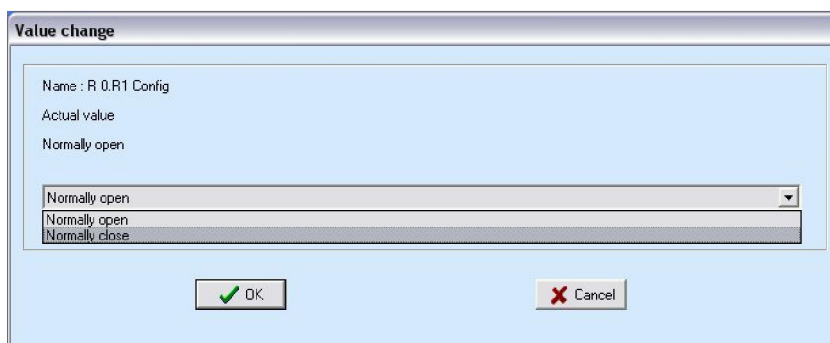 Value change
Name : R 0.R1 Config
Actual value
Normally open
Normally open
Normally open
Normally close
OK
Cancel